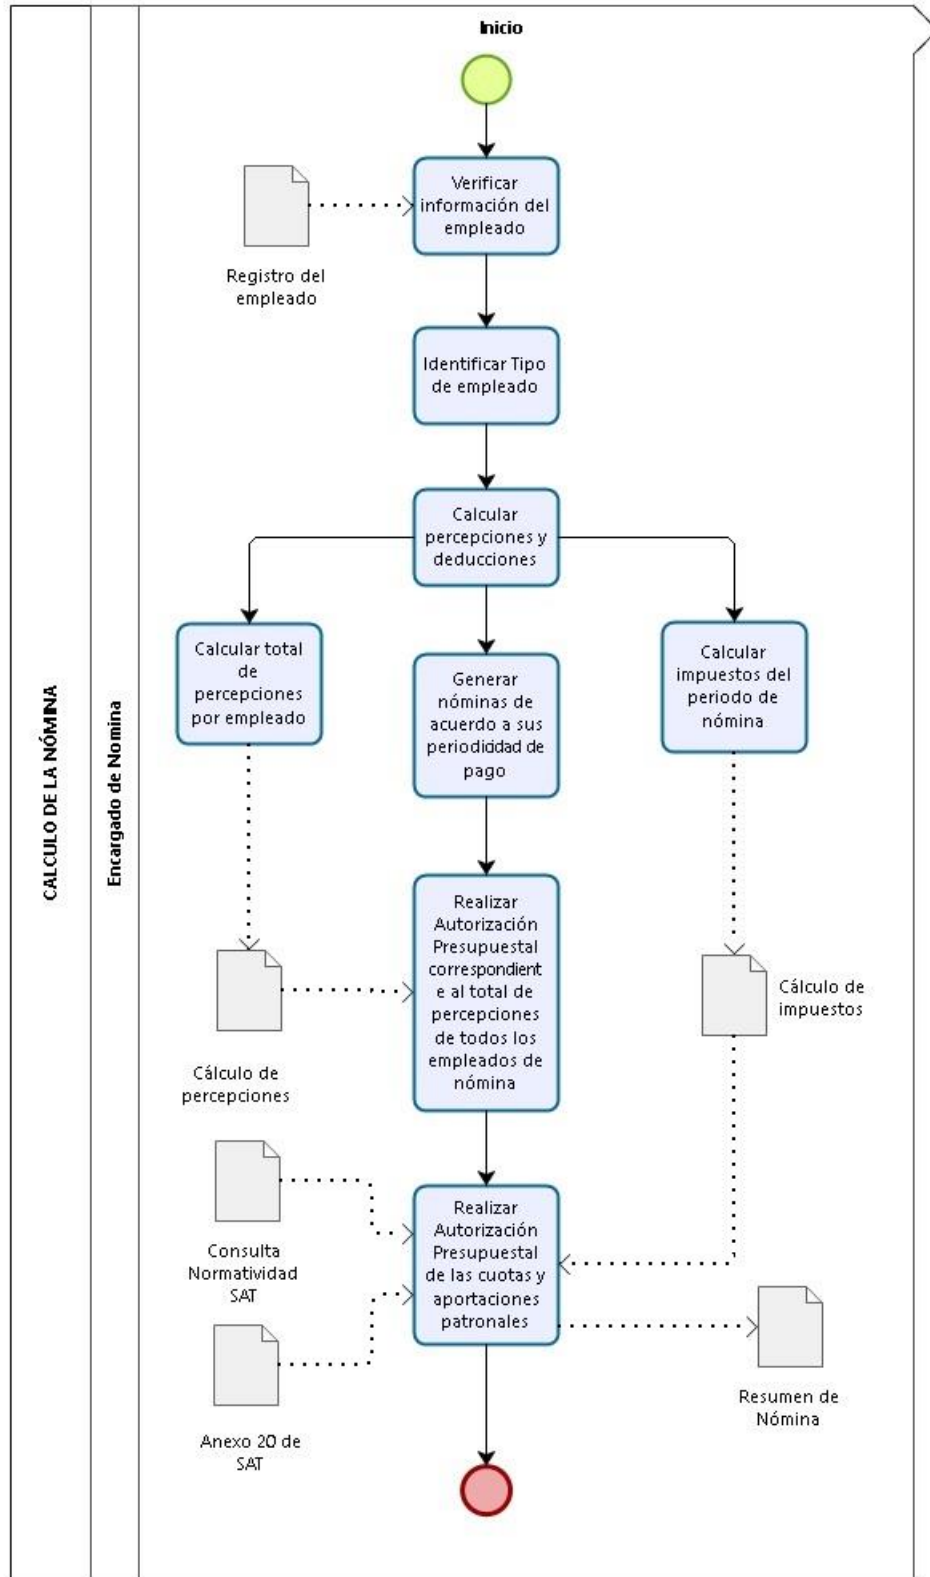 CALCULO DE LA NÓMINA
Encargado de Nomina
Inicio
Verificar
información del
empleado
Registro del
empleado
Identificar Tipo
de empleado
Calcular
percepciones y
deducciones
Calcular total
de
percepciones
por empleado
Generar
nóminas de
acuerdo a sus
periodicidad de
pago
Calcular
impuestos del
periodo de
nómina
Realizar
Autorización
Presupuestal
correspondient
e al total de
percepciones
de todos los
empleados de
nómina
Cálculo de
percepciones
Cálculo de
impuestos
Consulta
Normatividad
SAT
Realizar
Autorización
Presupuestal
de las cuotas y
aportaciones
patronales
Anexo 20 de
SAT
Resumen de
Nómina